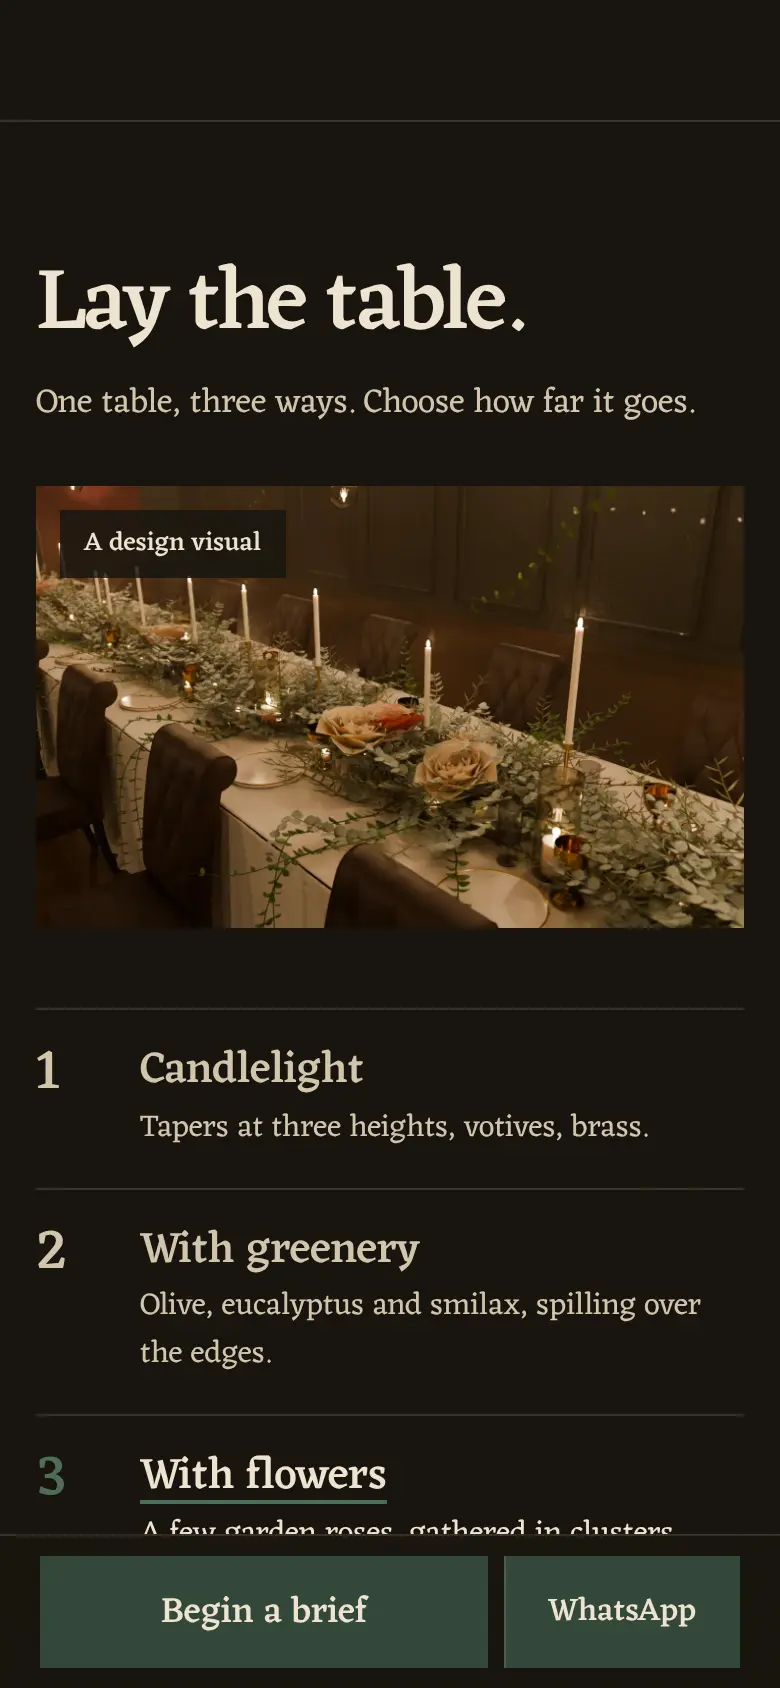 Lay the table.
One table, three ways. Choose how far it goes.
A design visual
1
Candlelight
Tapers at three heights, votives, brass.
2
With greenery
Olive, eucalyptus and smilax, spilling over
the edges.
3
With flowers
A few garden roses, gathered in clusters
Begin a brief
WhatsApp